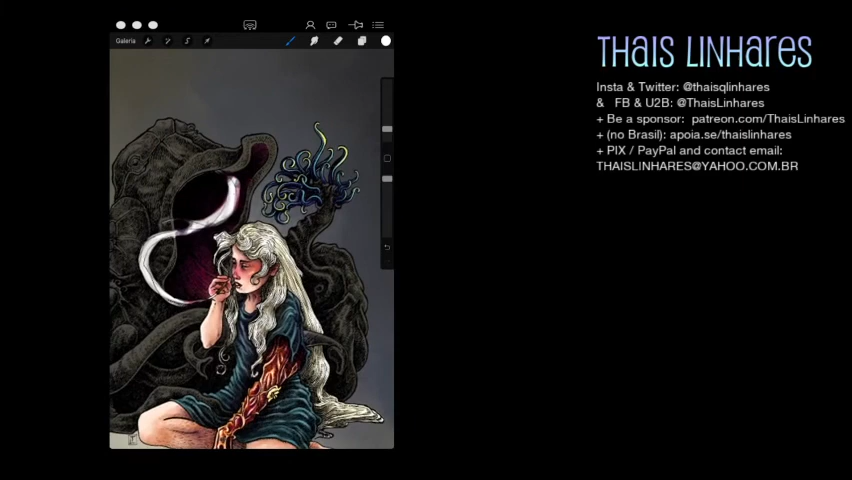 Galeria
THaIS LINHaReS
Insta & Twitter: @thaisqlinhares
& FB & U2B: @ThaisLinhares
+ Be a sponsor: patreon.com/ThaisLinhares
+ (no Brasil): apoia.se/thaislinhares
+ PIX / PayPal and contact email:
THAISLINHARES@YAHOO.COM.BR